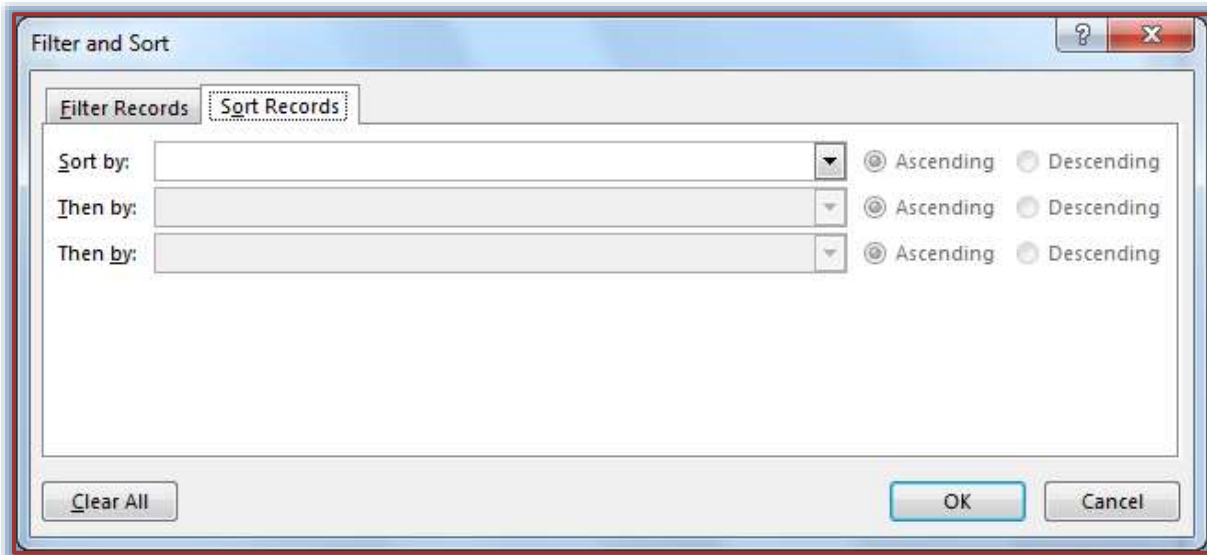 Filter and Sort
Filter Records Sort Records
Sort by: Ascending Descending
Then by: Ascending Descending
Then by: Ascending Descending
Clear All OK Cancel